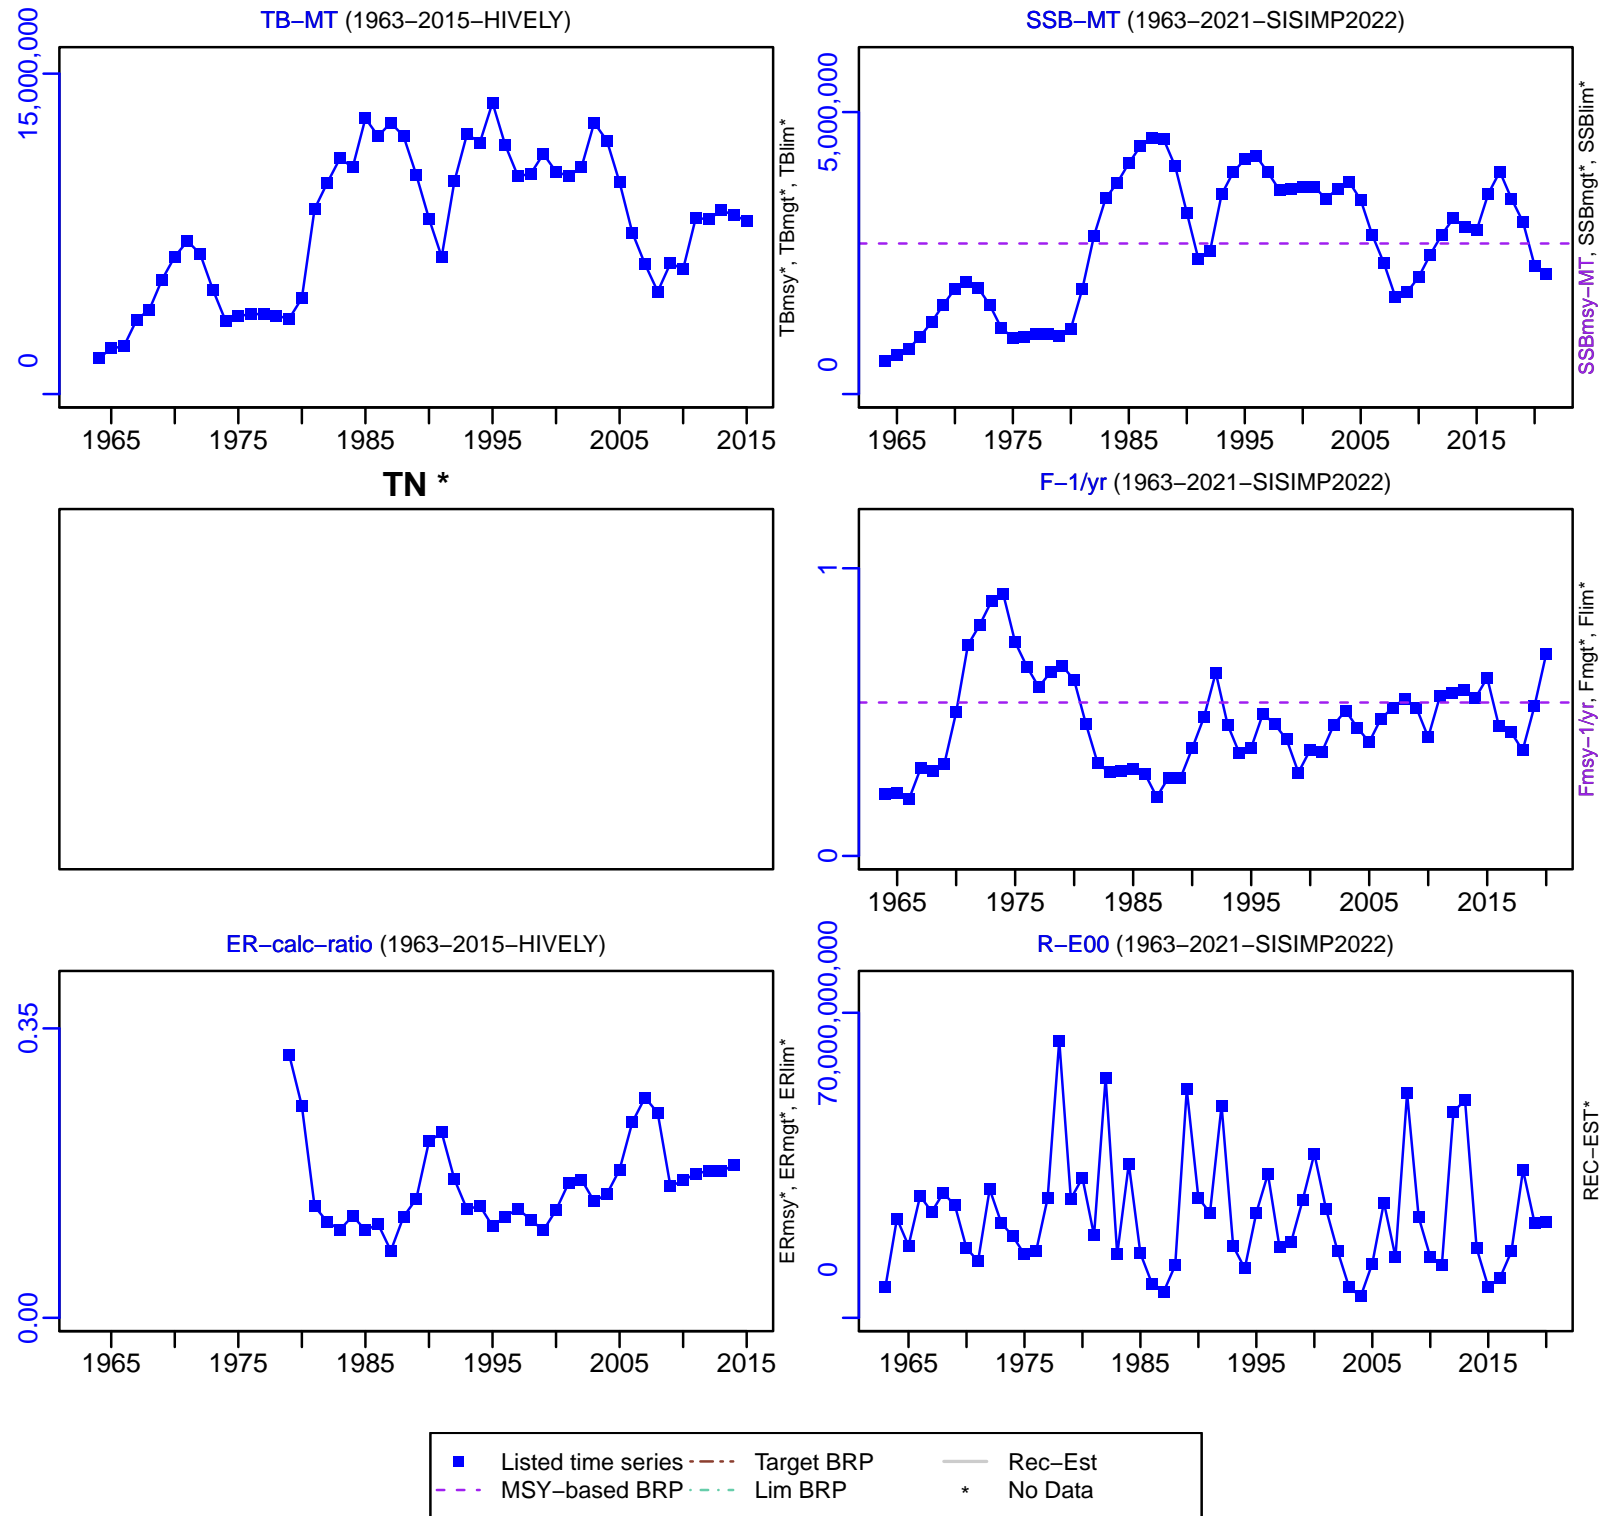 TB−MT (1963−2015−HIVELY)
15,000,000
0
TBmsy*, TBmgt*, TBlim*
1965 1975 1985 1995 2005 2015
SSB−MT (1963−2021−SISIMP2022)
5,000,000
0
SSBmsy−MT, SSBmgt*, SSBlim*
1965 1975 1985 1995 2005 2015
TN *
F−1/yr (1963−2021−SISIMP2022)
1
0
Fmsy−1/yr, Fmgt*, Flim*
1965 1975 1985 1995 2005 2015
ER−calc−ratio (1963−2015−HIVELY)
0.35
0.00
ERmsy*, ERmgt*, ERlim*
1965 1975 1985 1995 2005 2015
R−E00 (1963−2021−SISIMP2022)
70,000,000,000
0
REC−EST*
1965 1975 1985 1995 2005 2015
Listed time series Target BRP Rec−Est
MSY−based BRP Lim BRP * No Data